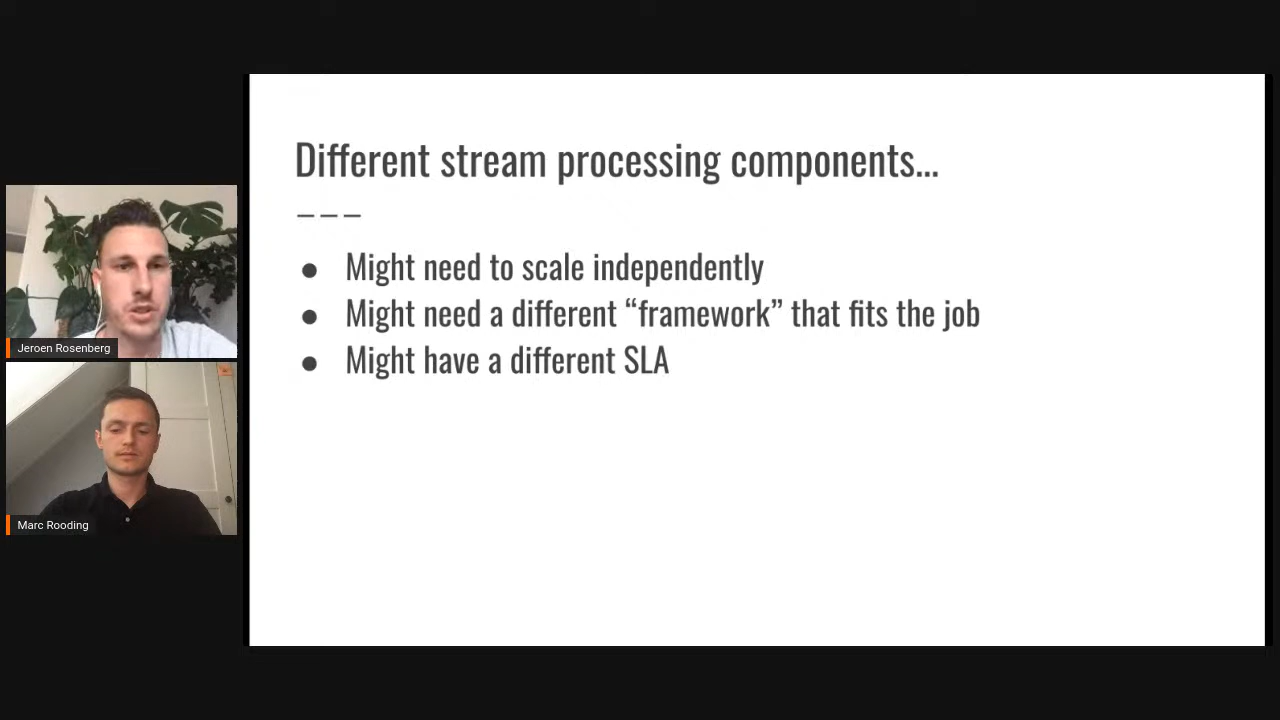 Different stream processing components...
Might need to scale independently
Might need a different “framework” that fits the job
Might have a different SLA
Jeroen Rosenberg
Marc Rooding